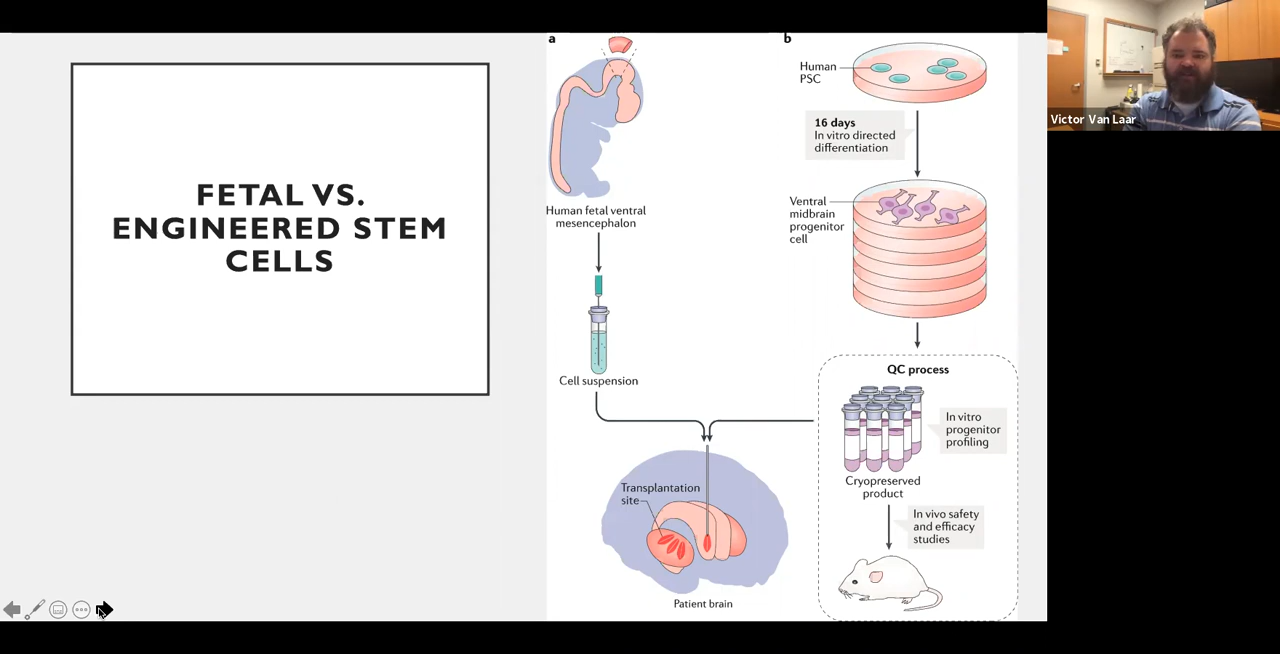 FETAL VS.
ENGINEERED STEM
CELLS
a
Human fetal ventral
mesencephalon
Cell suspension
Transplantation
site
Patient brain
b
Human
PSC
16 days
In vitro directed
differentiation
Ventral
midbrain
progenitor
cell
QC process
In vitro
progenitor
profiling
Cryopreserved
product
In vivo safety
and efficacy
studies
Victor Van Laar